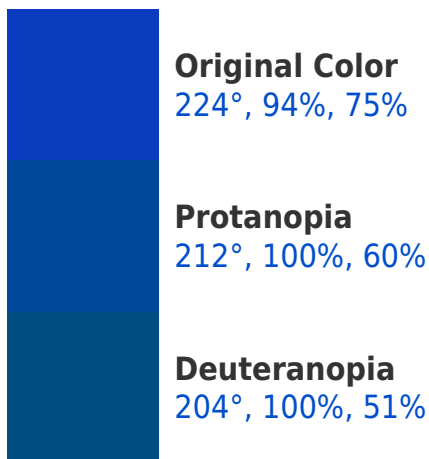 Original Color
224°, 94%, 75%
Protanopia
212°, 100%, 60%
Deuteranopia
204°, 100%, 51%